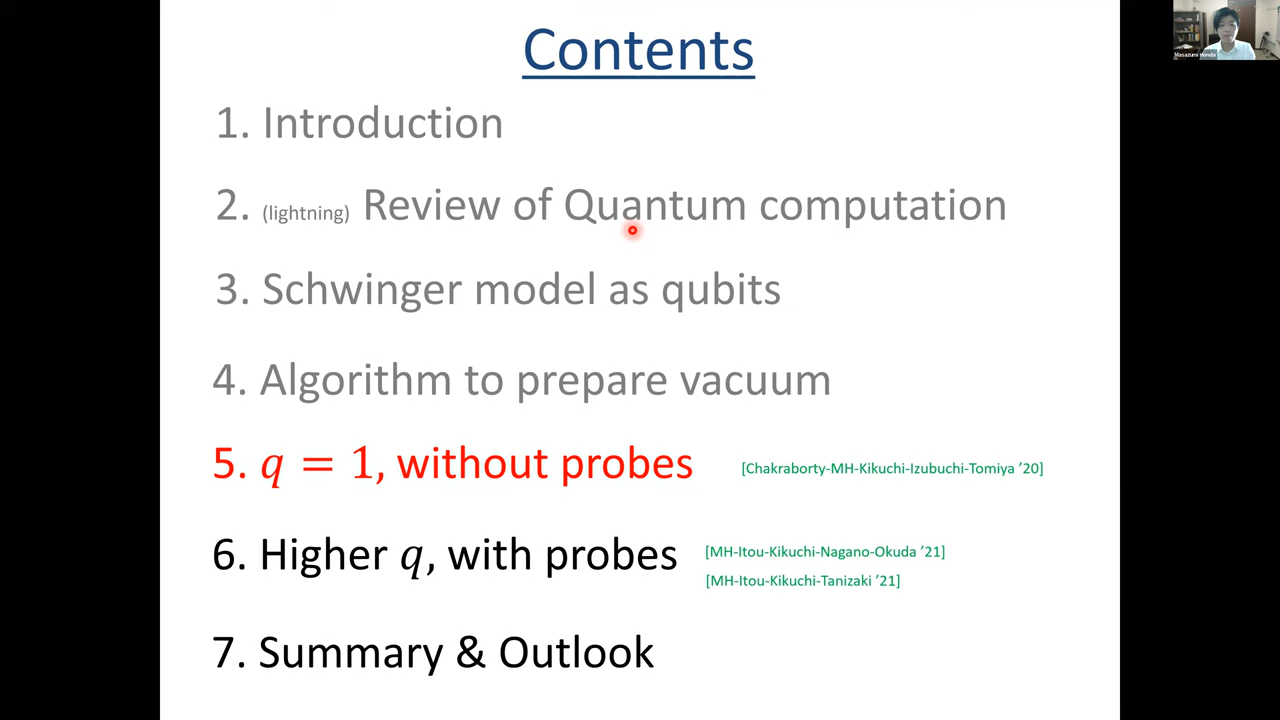 Contents
1. Introduction
2. (lightning) Review of Quantum computation
3. Schwinger model as qubits
4. Algorithm to prepare vacuum
5. q = 1, without probes [Chakraborty-MH-Kikuchi-Izubuchi-Tomiya ’20]
6. Higher q, with probes [MH-Itou-Kikuchi-Nagano-Okuda ’21]
[MH-Itou-Kikuchi-Tanizaki ’21]
7. Summary & Outlook
Masazumi Honda